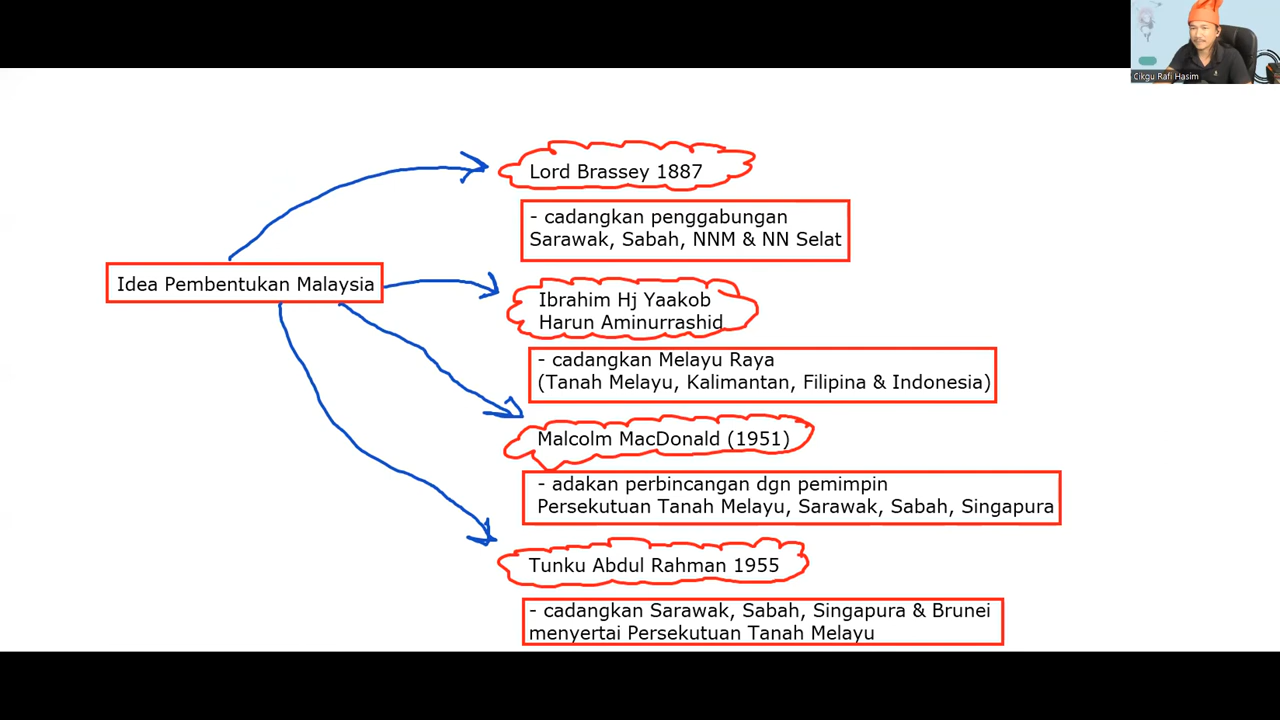 Cikgu Rafi Hasim
Lord Brassey 1887
- cadangkan penggabungan
Sarawak, Sabah, NNM & NN Selat
Idea Pembentukan Malaysia
Ibrahim Hj Yaakob
Harun Aminurrashid
- cadangkan Melayu Raya
(Tanah Melayu, Kalimantan, Filipina & Indonesia)
Malcolm MacDonald (1951)
- adakan perbincangan dgn pemimpin
Persekutuan Tanah Melayu, Sarawak, Sabah, Singapura
Tunku Abdul Rahman 1955
- cadangkan Sarawak, Sabah, Singapura & Brunei
menyertai Persekutuan Tanah Melayu